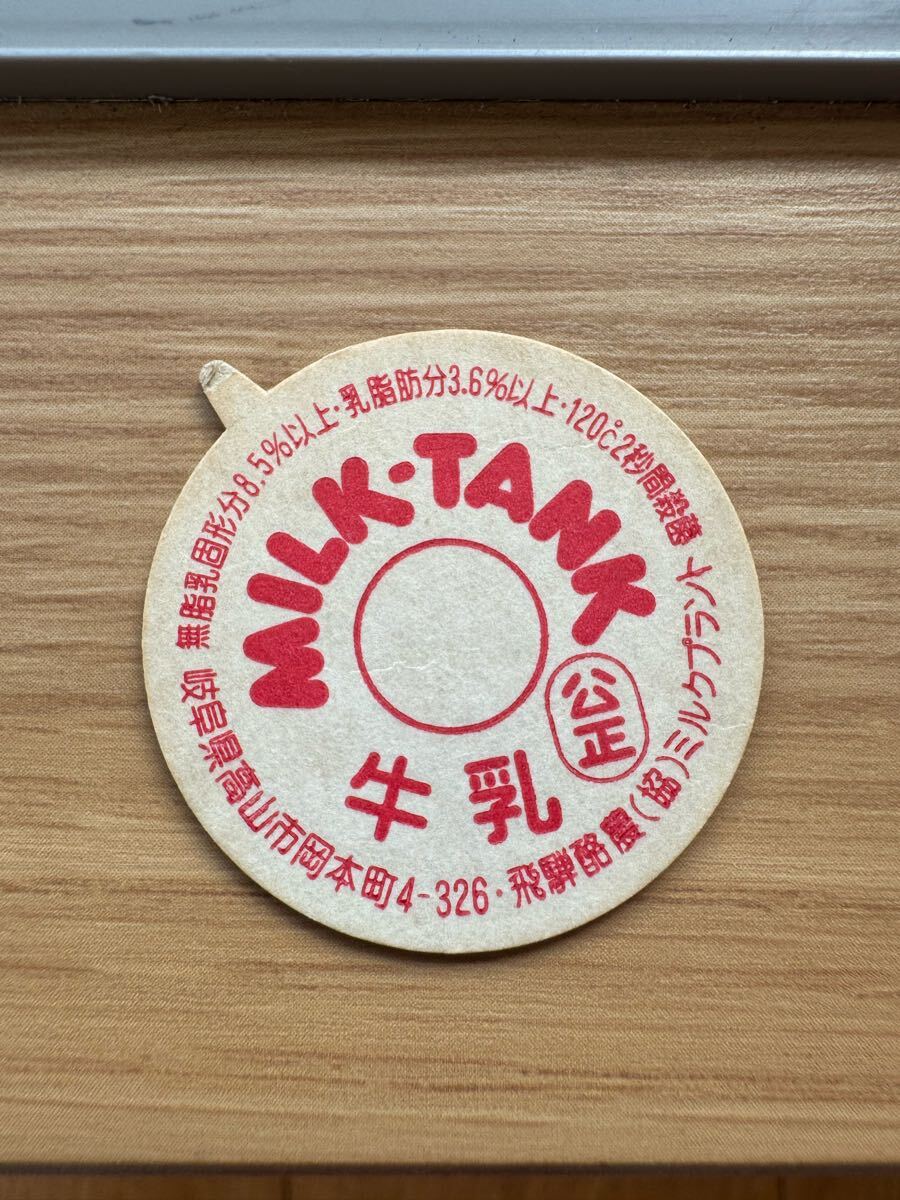 無脂乳固形分8.5%以上・乳脂肪分3.6%以上・120℃2秒間殺菌
MILK・TANK
公正
牛乳
岐阜県高山市岡本町4-326・飛騨酪農(協)ミルクプラント